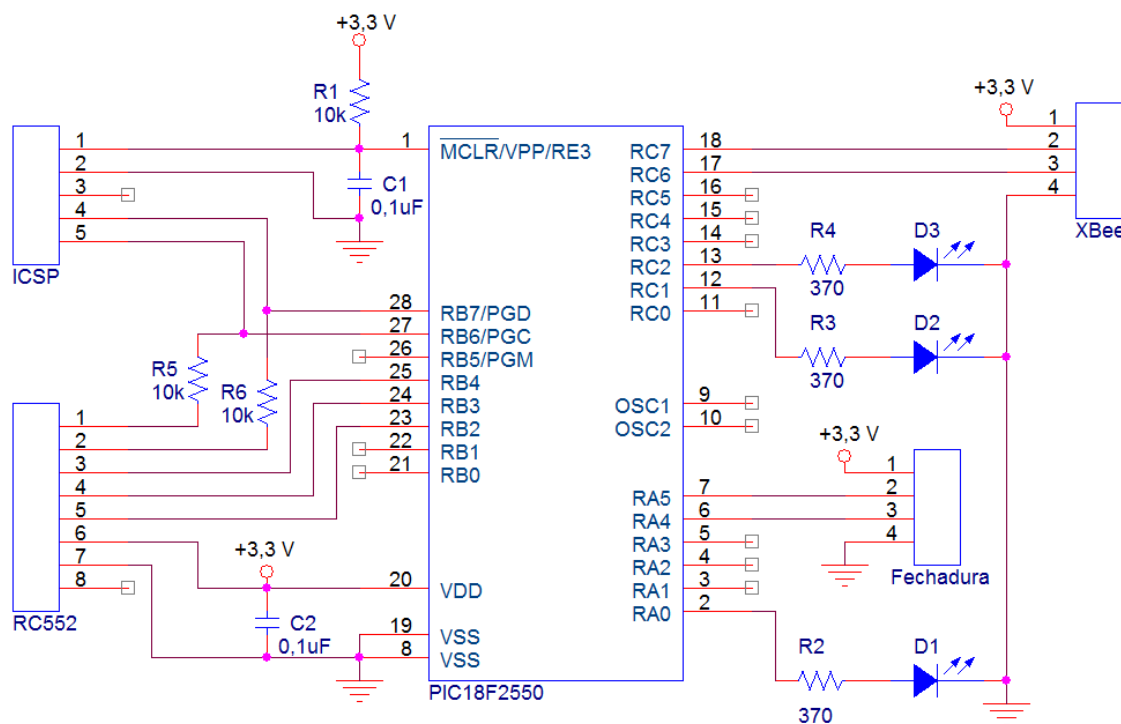 +3,3 V
R1
10k
1
2
3
4
5
ICSP
C1
0,1uF
R5
10k
R6
10k
1
2
3
4
5
6
7
8
RC552
+3,3 V
C2
0,1uF
1
MCLR/VPP/RE3
28
RB7/PGD
27
RB6/PGC
26
RB5/PGM
25
RB4
24
RB3
23
RB2
22
RB1
21
RB0
20
VDD
19
VSS
8
VSS
PIC18F2550
RC7
18
RC6
17
RC5
16
RC4
15
RC3
14
RC2
13
RC1
12
RC0
11
OSC1
9
OSC2
10
RA5
7
RA4
6
RA3
5
RA2
4
RA1
3
RA0
2
+3,3 V
1
2
3
4
XBee
R4
370
D3
R3
370
D2
+3,3 V
1
2
3
4
Fechadura
R2
370
D1